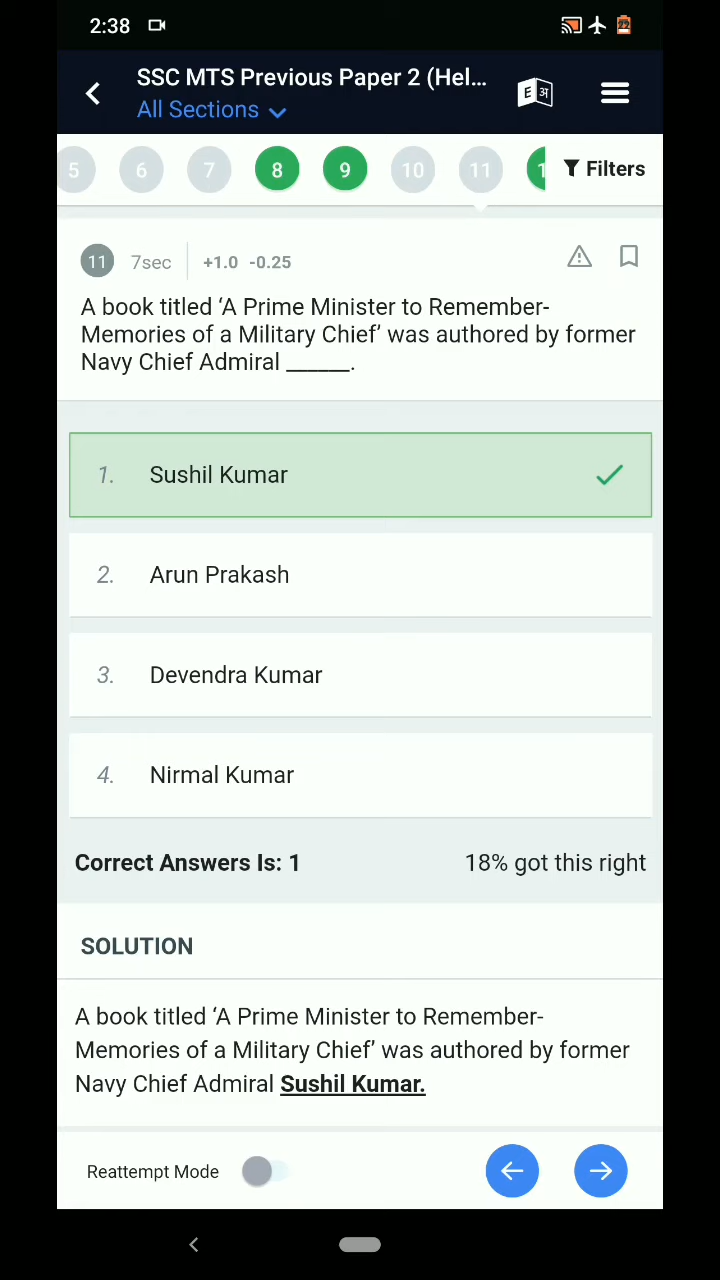 2:38
SSC MTS Previous Paper 2 (Hel...
E अ
All Sections
5 6 7 8 9 10 11 1 Filters
11 7sec +1.0 -0.25
A book titled ‘A Prime Minister to Remember-
Memories of a Military Chief’ was authored by former
Navy Chief Admiral ______.
1. Sushil Kumar
2. Arun Prakash
3. Devendra Kumar
4. Nirmal Kumar
Correct Answers Is: 1 18% got this right
SOLUTION
A book titled ‘A Prime Minister to Remember-
Memories of a Military Chief’ was authored by former
Navy Chief Admiral Sushil Kumar.
Reattempt Mode